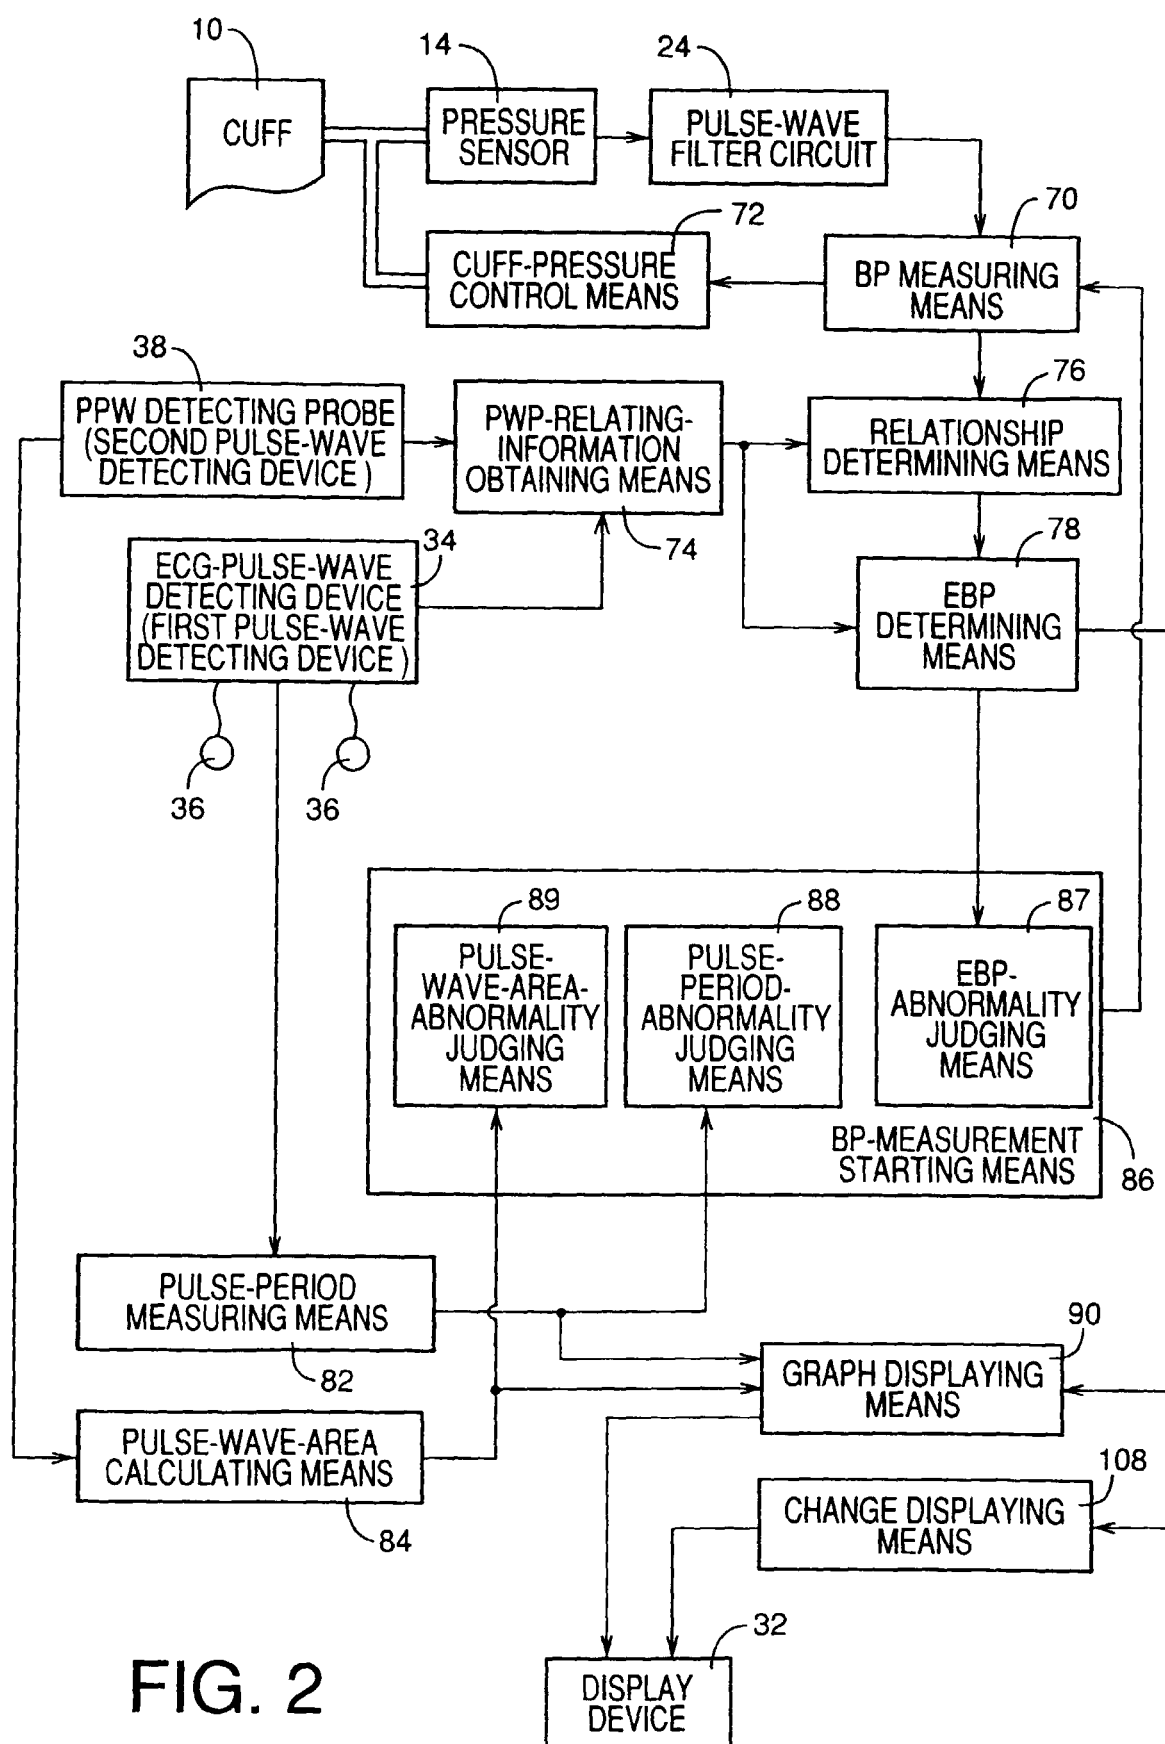 10
14
24
CUFF
PRESSURE
SENSOR
PULSE-WAVE
FILTER CIRCUIT
72
70
CUFF-PRESSURE
CONTROL MEANS
BP MEASURING
MEANS
38
76
PPW DETECTING PROBE
(SECOND PULSE-WAVE
DETECTING DEVICE)
PWP-RELATING-
INFORMATION
OBTAINING MEANS
RELATIONSHIP
DETERMINING MEANS
34
74
78
ECG-PULSE-WAVE
DETECTING DEVICE
(FIRST PULSE-WAVE
DETECTING DEVICE)
EBP
DETERMINING
MEANS
36
36
89
88
87
PULSE-
WAVE-AREA-
ABNORMALITY
JUDGING
MEANS
PULSE-
PERIOD-
ABNORMALITY
JUDGING
MEANS
EBP-
ABNORMALITY
JUDGING
MEANS
BP-MEASUREMENT
STARTING MEANS
86
PULSE-PERIOD
MEASURING MEANS
82
90
GRAPH DISPLAYING
MEANS
PULSE-WAVE-AREA
CALCULATING MEANS
84
108
CHANGE DISPLAYING
MEANS
32
DISPLAY
DEVICE
FIG. 2